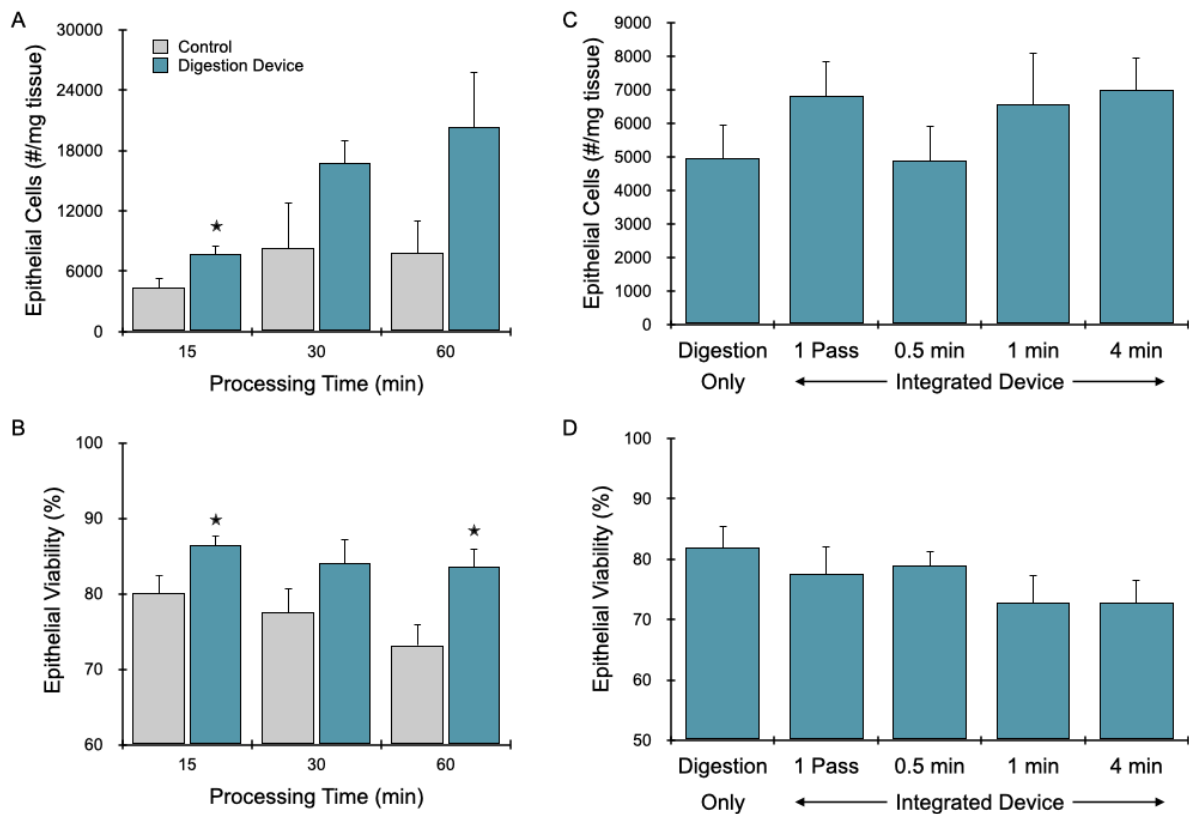 A
Epithelial Cells (#/mg tissue)
30000
24000
18000
12000
6000
0
Control
Digestion Device
★
15 30 60
Processing Time (min)
B
Epithelial Viability (%)
100
90
80
70
60
★ ★
15 30 60
Processing Time (min)
C
Epithelial Cells (#/mg tissue)
9000
8000
7000
6000
5000
4000
3000
2000
1000
0
Digestion 1 Pass 0.5 min 1 min 4 min
Only Integrated Device
D
Epithelial Viability (%)
100
90
80
70
60
50
Digestion 1 Pass 0.5 min 1 min 4 min
Only Integrated Device